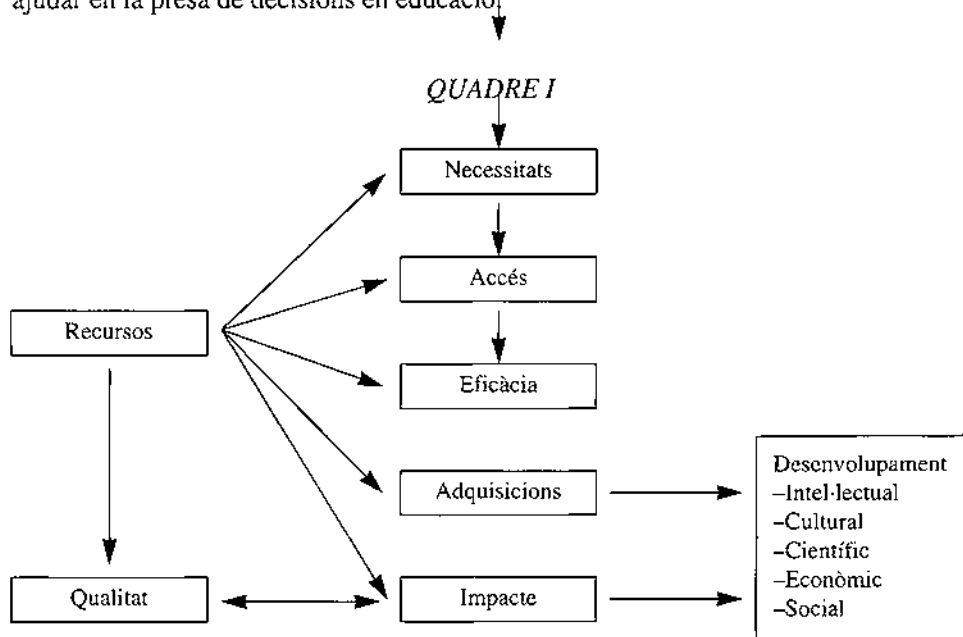 ajudar en la presa de decisions en educació.
QUADRE I
Necessitats
Accés
Recursos
Eficàcia
Adquisicions
Desenvolupament
–Intel·lectual
–Cultural
–Científic
–Econòmic
–Social
Qualitat
Impacte